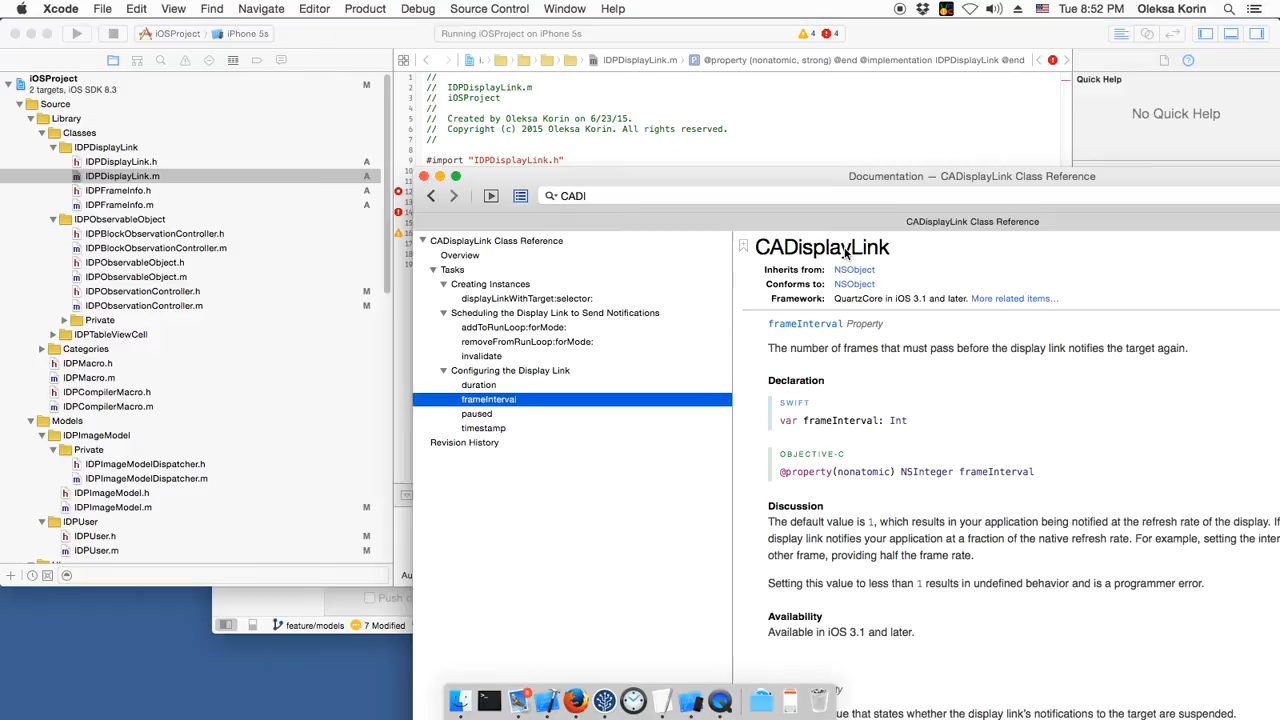 Xcode File Edit View Find Navigate Editor Product Debug Source Control Window Help Tue 8:52 PM Oleksa Korin
iOSProject iPhone 5s Running iOSProject on iPhone 5s 4 4
i. IDPDisplayLink.m @property (nonatomic, strong) @end @implementation IDPDisplayLink @end
iOSProject M
2 targets, iOS SDK 8.3
Source
Library
Classes
IDPDisplayLink
IDPDisplayLink.h A
IDPDisplayLink.m A
IDPFrameInfo.h A
IDPFrameInfo.m A
IDPObservableObject
IDPBlockObservationController.h
IDPBlockObservationController.m
IDPObservableObject.h
IDPObservableObject.m
IDPObservationController.h
IDPObservationController.m
Private
IDPTableViewCell
Categories
IDPMacro.h
IDPMacro.m
IDPCompilerMacro.h
IDPCompilerMacro.m
Models
IDPImageModel
Private
IDPImageModelDispatcher.h
IDPImageModelDispatcher.m
IDPImageModel.h
IDPImageModel.m M
IDPUser
IDPUser.h M
IDPUser.m M
1 //
2 // IDPDisplayLink.m
3 // iOSProject
4 //
5 // Created by Oleksa Korin on 6/23/15.
6 // Copyright (c) 2015 Oleksa Korin. All rights reserved.
7 //
8
9 #import "IDPDisplayLink.h"
Quick Help
No Quick Help
Documentation — CADisplayLink Class Reference
CADI
CADisplayLink Class Reference
CADisplayLink Class Reference
Overview
Tasks
Creating Instances
displayLinkWithTarget:selector:
Scheduling the Display Link to Send Notifications
addToRunLoop:forMode:
removeFromRunLoop:forMode:
invalidate
Configuring the Display Link
duration
frameInterval
paused
timestamp
Revision History
CADisplayLink
Inherits from: NSObject
Conforms to: NSObject
Framework: QuartzCore in iOS 3.1 and later. More related items...
frameInterval Property
The number of frames that must pass before the display link notifies the target again.
Declaration
SWIFT
var frameInterval: Int
OBJECTIVE-C
@property(nonatomic) NSInteger frameInterval
Discussion
The default value is 1, which results in your application being notified at the refresh rate of the display. If
display link notifies your application at a fraction of the native refresh rate. For example, setting the inter
other frame, providing half the frame rate.
Setting this value to less than 1 results in undefined behavior and is a programmer error.
Availability
Available in iOS 3.1 and later.
ue that states whether the display link's notifications to the target are suspended.
Au
Push c
feature/models 7 Modified